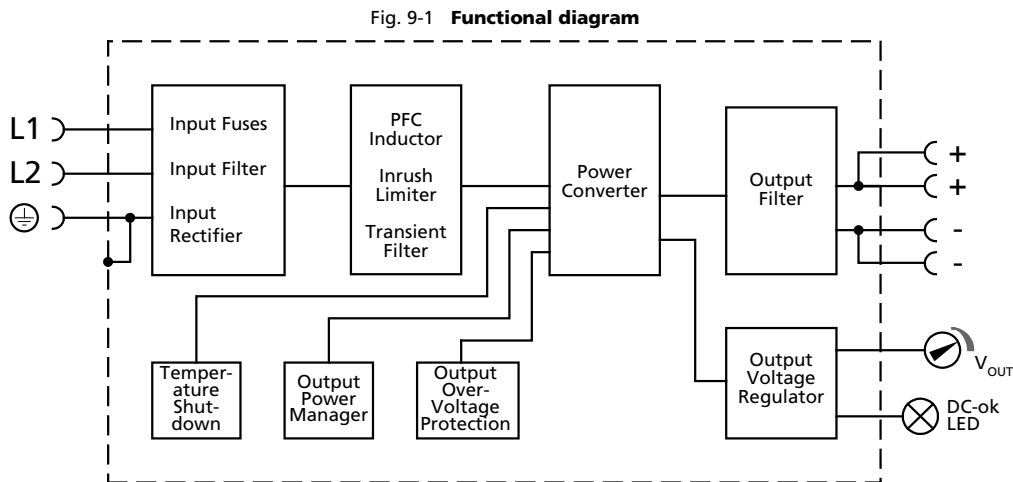 Fig. 9-1 Functional diagram
L1
L2
Input Fuses
Input Filter
Input
Rectifier
PFC
Inductor
Inrush
Limiter
Transient
Filter
Power
Converter
Output
Filter
+
+
-
-
Temper-
ature
Shut-
down
Output
Power
Manager
Output
Over-
Voltage
Protection
Output
Voltage
Regulator
VOUT
DC-ok
LED